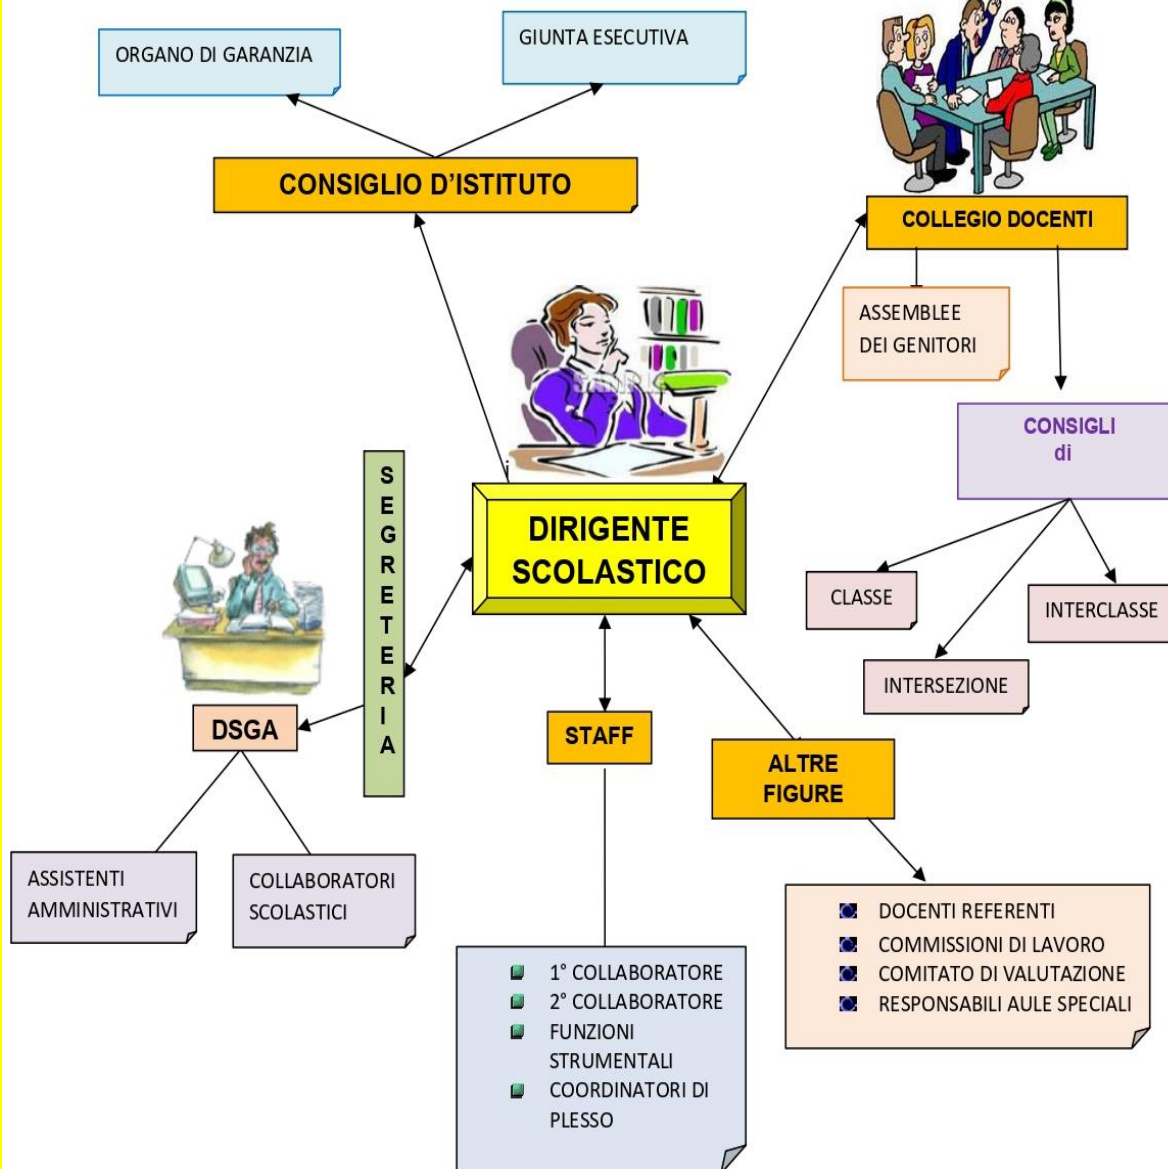 ORGANO DI GARANZIA
GIUNTA ESECUTIVA
CONSIGLIO D’ISTITUTO
COLLEGIO DOCENTI
ASSEMBLEE
DEI GENITORI
CONSIGLI
di
CLASSE
INTERCLASSE
INTERSEZIONE
i
DIRIGENTE
SCOLASTICO
S
E
G
R
E
T
E
R
I
A
DSGA
STAFF
ALTRE
FIGURE
ASSISTENTI
AMMINISTRATIVI
COLLABORATORI
SCOLASTICI
1° COLLABORATORE
2° COLLABORATORE
FUNZIONI
STRUMENTALI
COORDINATORI DI
PLESSO
DOCENTI REFERENTI
COMMISSIONI DI LAVORO
COMITATO DI VALUTAZIONE
RESPONSABILI AULE SPECIALI